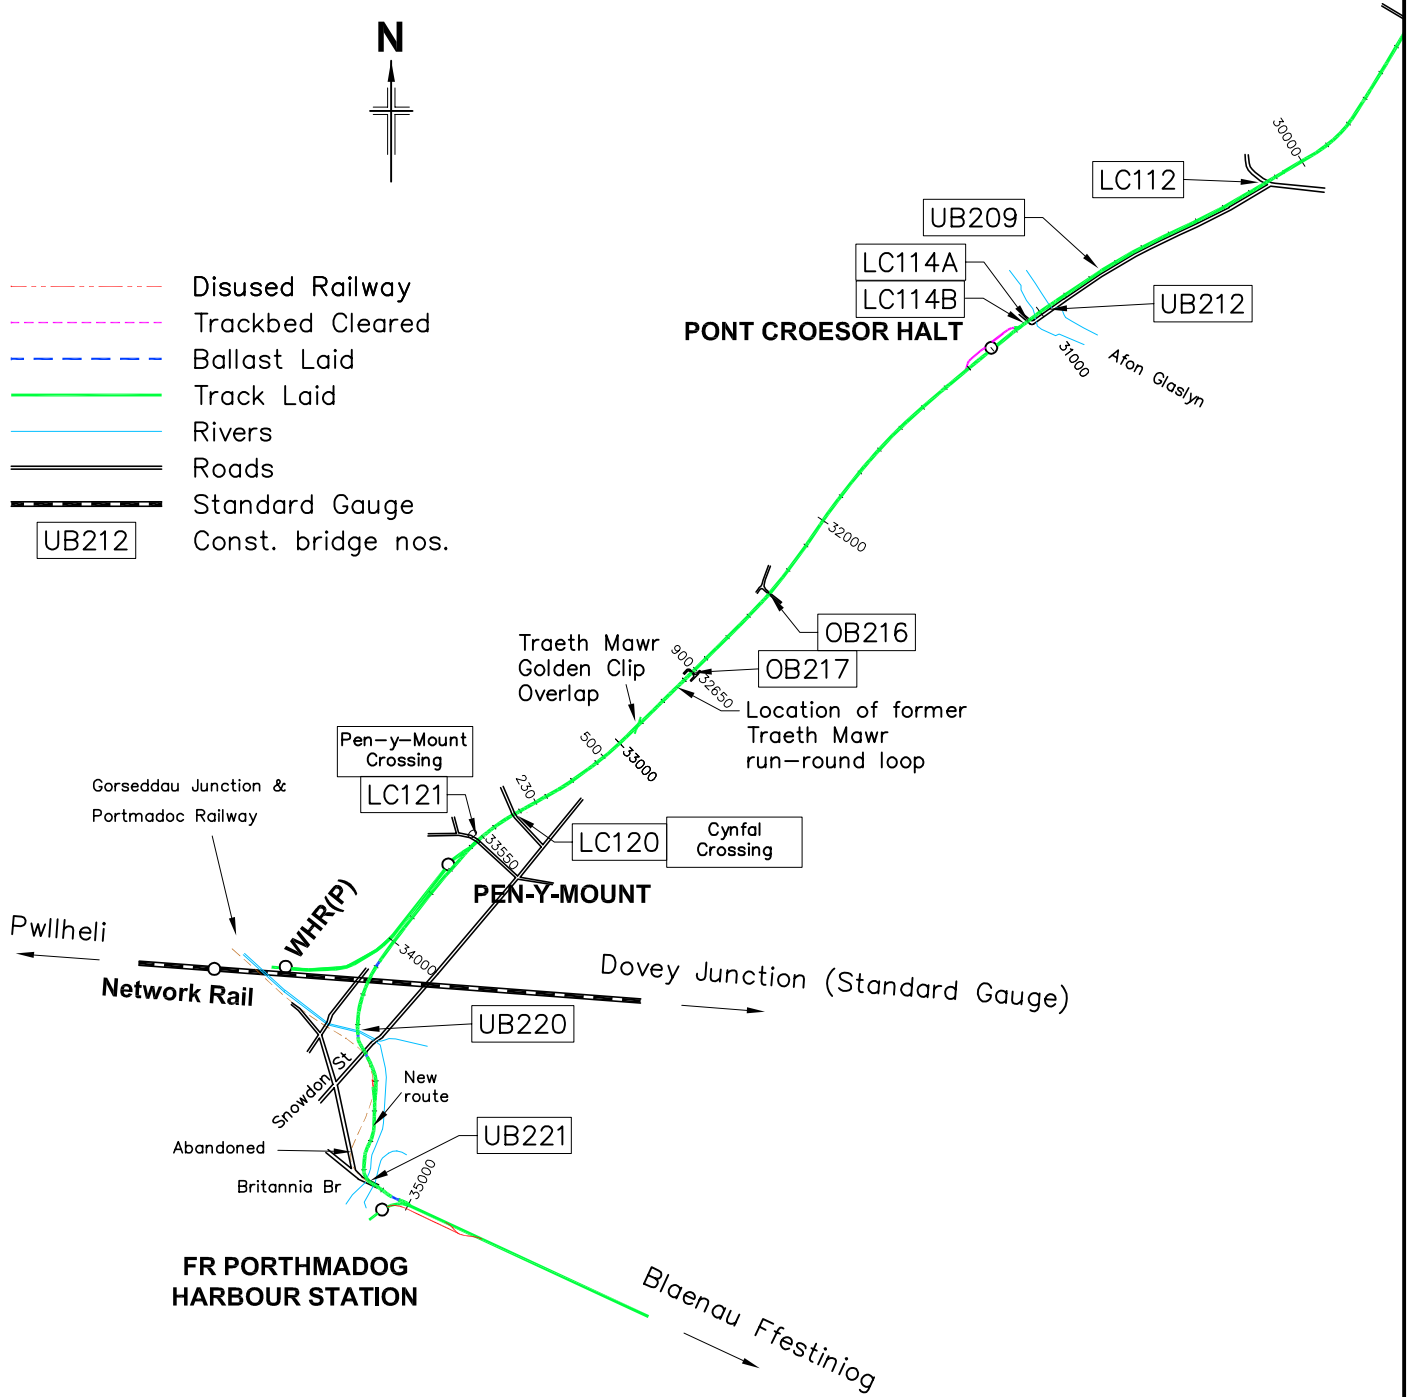 N
30000
LC112
UB209
LC114A
LC114B
UB212
PONT CROESOR HALT
31000
Afon Glaslyn
Disused Railway
Trackbed Cleared
Ballast Laid
Track Laid
Rivers
Roads
Standard Gauge
UB212
Const. bridge nos.
32000
OB216
Traeth Mawr
Golden Clip
Overlap
900
OB217
32650
Location of former
Traeth Mawr
run-round loop
500
33000
Pen-y-Mount
Crossing
LC121
230
Gorseddau Junction &
Portmadoc Railway
LC120
Cynfal
Crossing
33550
PEN-Y-MOUNT
WHR(P)
Pwllheli
34000
Dovey Junction (Standard Gauge)
Network Rail
UB220
Snowdon St
New
route
UB221
Abandoned
Britannia Br
35000
FR PORTHMADOG
HARBOUR STATION
Blaenau Ffestiniog